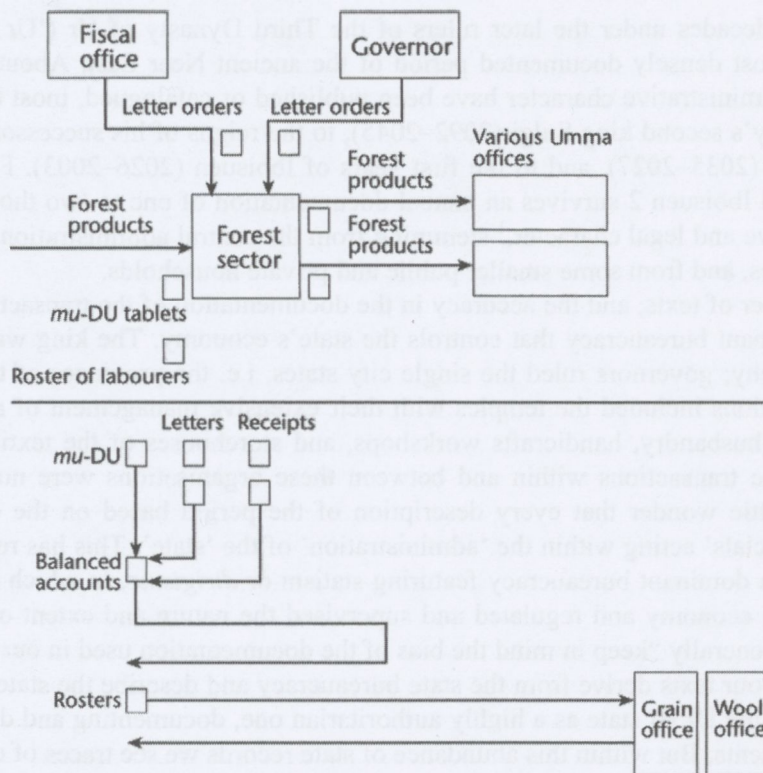 Fiscal
office
Governor
Letter orders
Letter orders
Forest
products
Various Umma
offices
Forest
products
Forest
sector
Forest
products
mu-DU tablets
Roster of labourers
Letters
Receipts
mu-DU
Balanced
accounts
Rosters
Grain
office
Wool
office